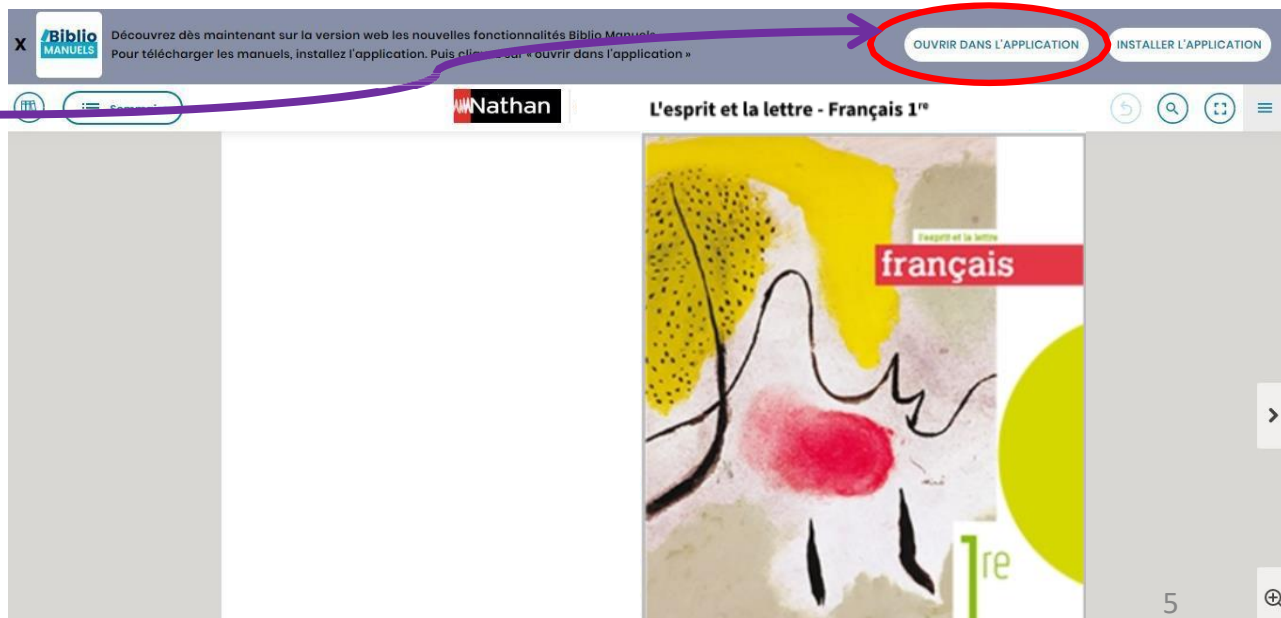 X
/Biblio
MANUELS
Découvrez dès maintenant sur la version web les nouvelles fonctionnalités Biblio Manuels
Pour télécharger les manuels, installez l'application. Puis sur « ouvrir dans l'application »
OUVRIR DANS L'APPLICATION
INSTALLER L'APPLICATION
Nathan
L'esprit et la lettre - Français 1re
l'esprit et la lettre
français
miró
1re
5